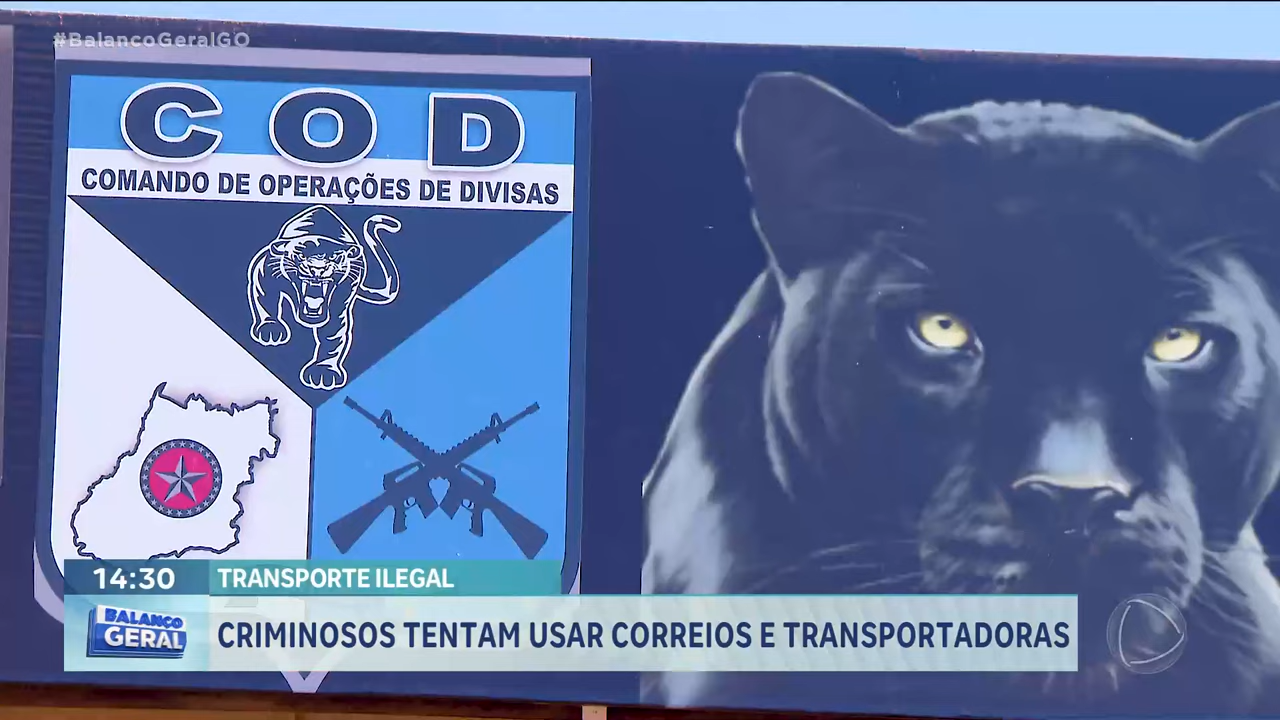 #BalancoGeralGO
COD
COMANDO DE OPERAÇÕES DE DIVISAS
14:30
TRANSPORTE ILEGAL
BALANCO
GERAL
CRIMINOSOS TENTAM USAR CORREIOS E TRANSPORTADORAS